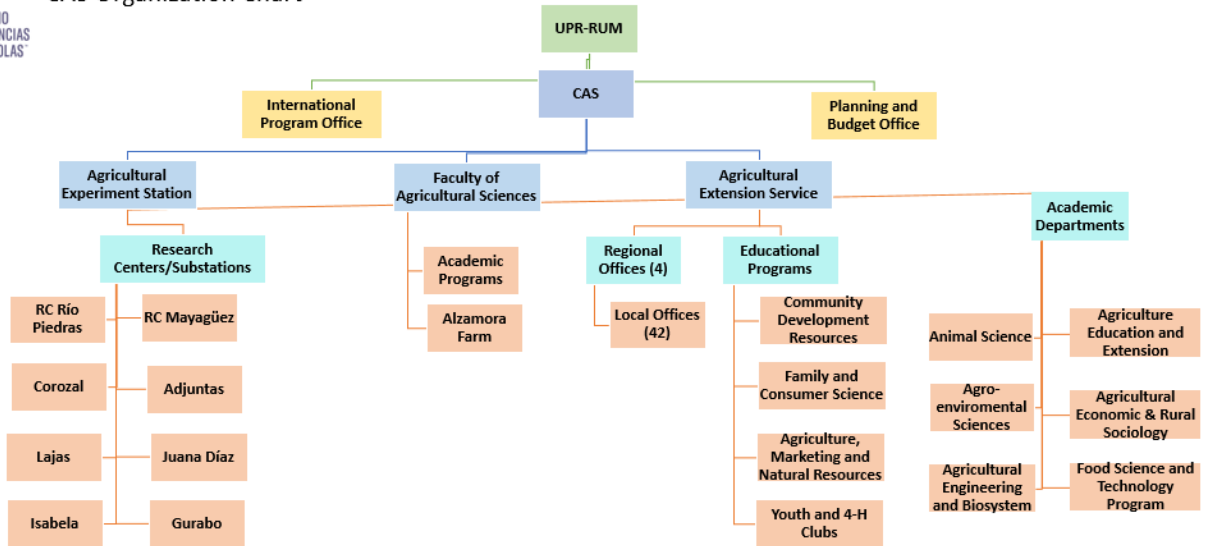 UPR-RUM
CAS
International
Program Office
Planning and
Budget Office
Agricultural
Experiment Station
Faculty of
Agricultural Sciences
Agricultural
Extension Service
Academic
Departments
Research
Centers/Substations
RC Río
Piedras
RC Mayagüez
Corozal
Adjuntas
Lajas
Juana Díaz
Isabela
Gurabo
Academic
Programs
Alzamora
Farm
Regional
Offices (4)
Local Offices
(42)
Educational
Programs
Community
Development
Resources
Family and
Consumer Science
Agriculture,
Marketing and
Natural Resources
Youth and 4-H
Clubs
Animal Science
Agriculture
Education and
Extension
Agro-
enviromental
Sciences
Agricultural
Economic & Rural
Sociology
Agricultural
Engineering
and Biosystem
Food Science and
Technology
Program